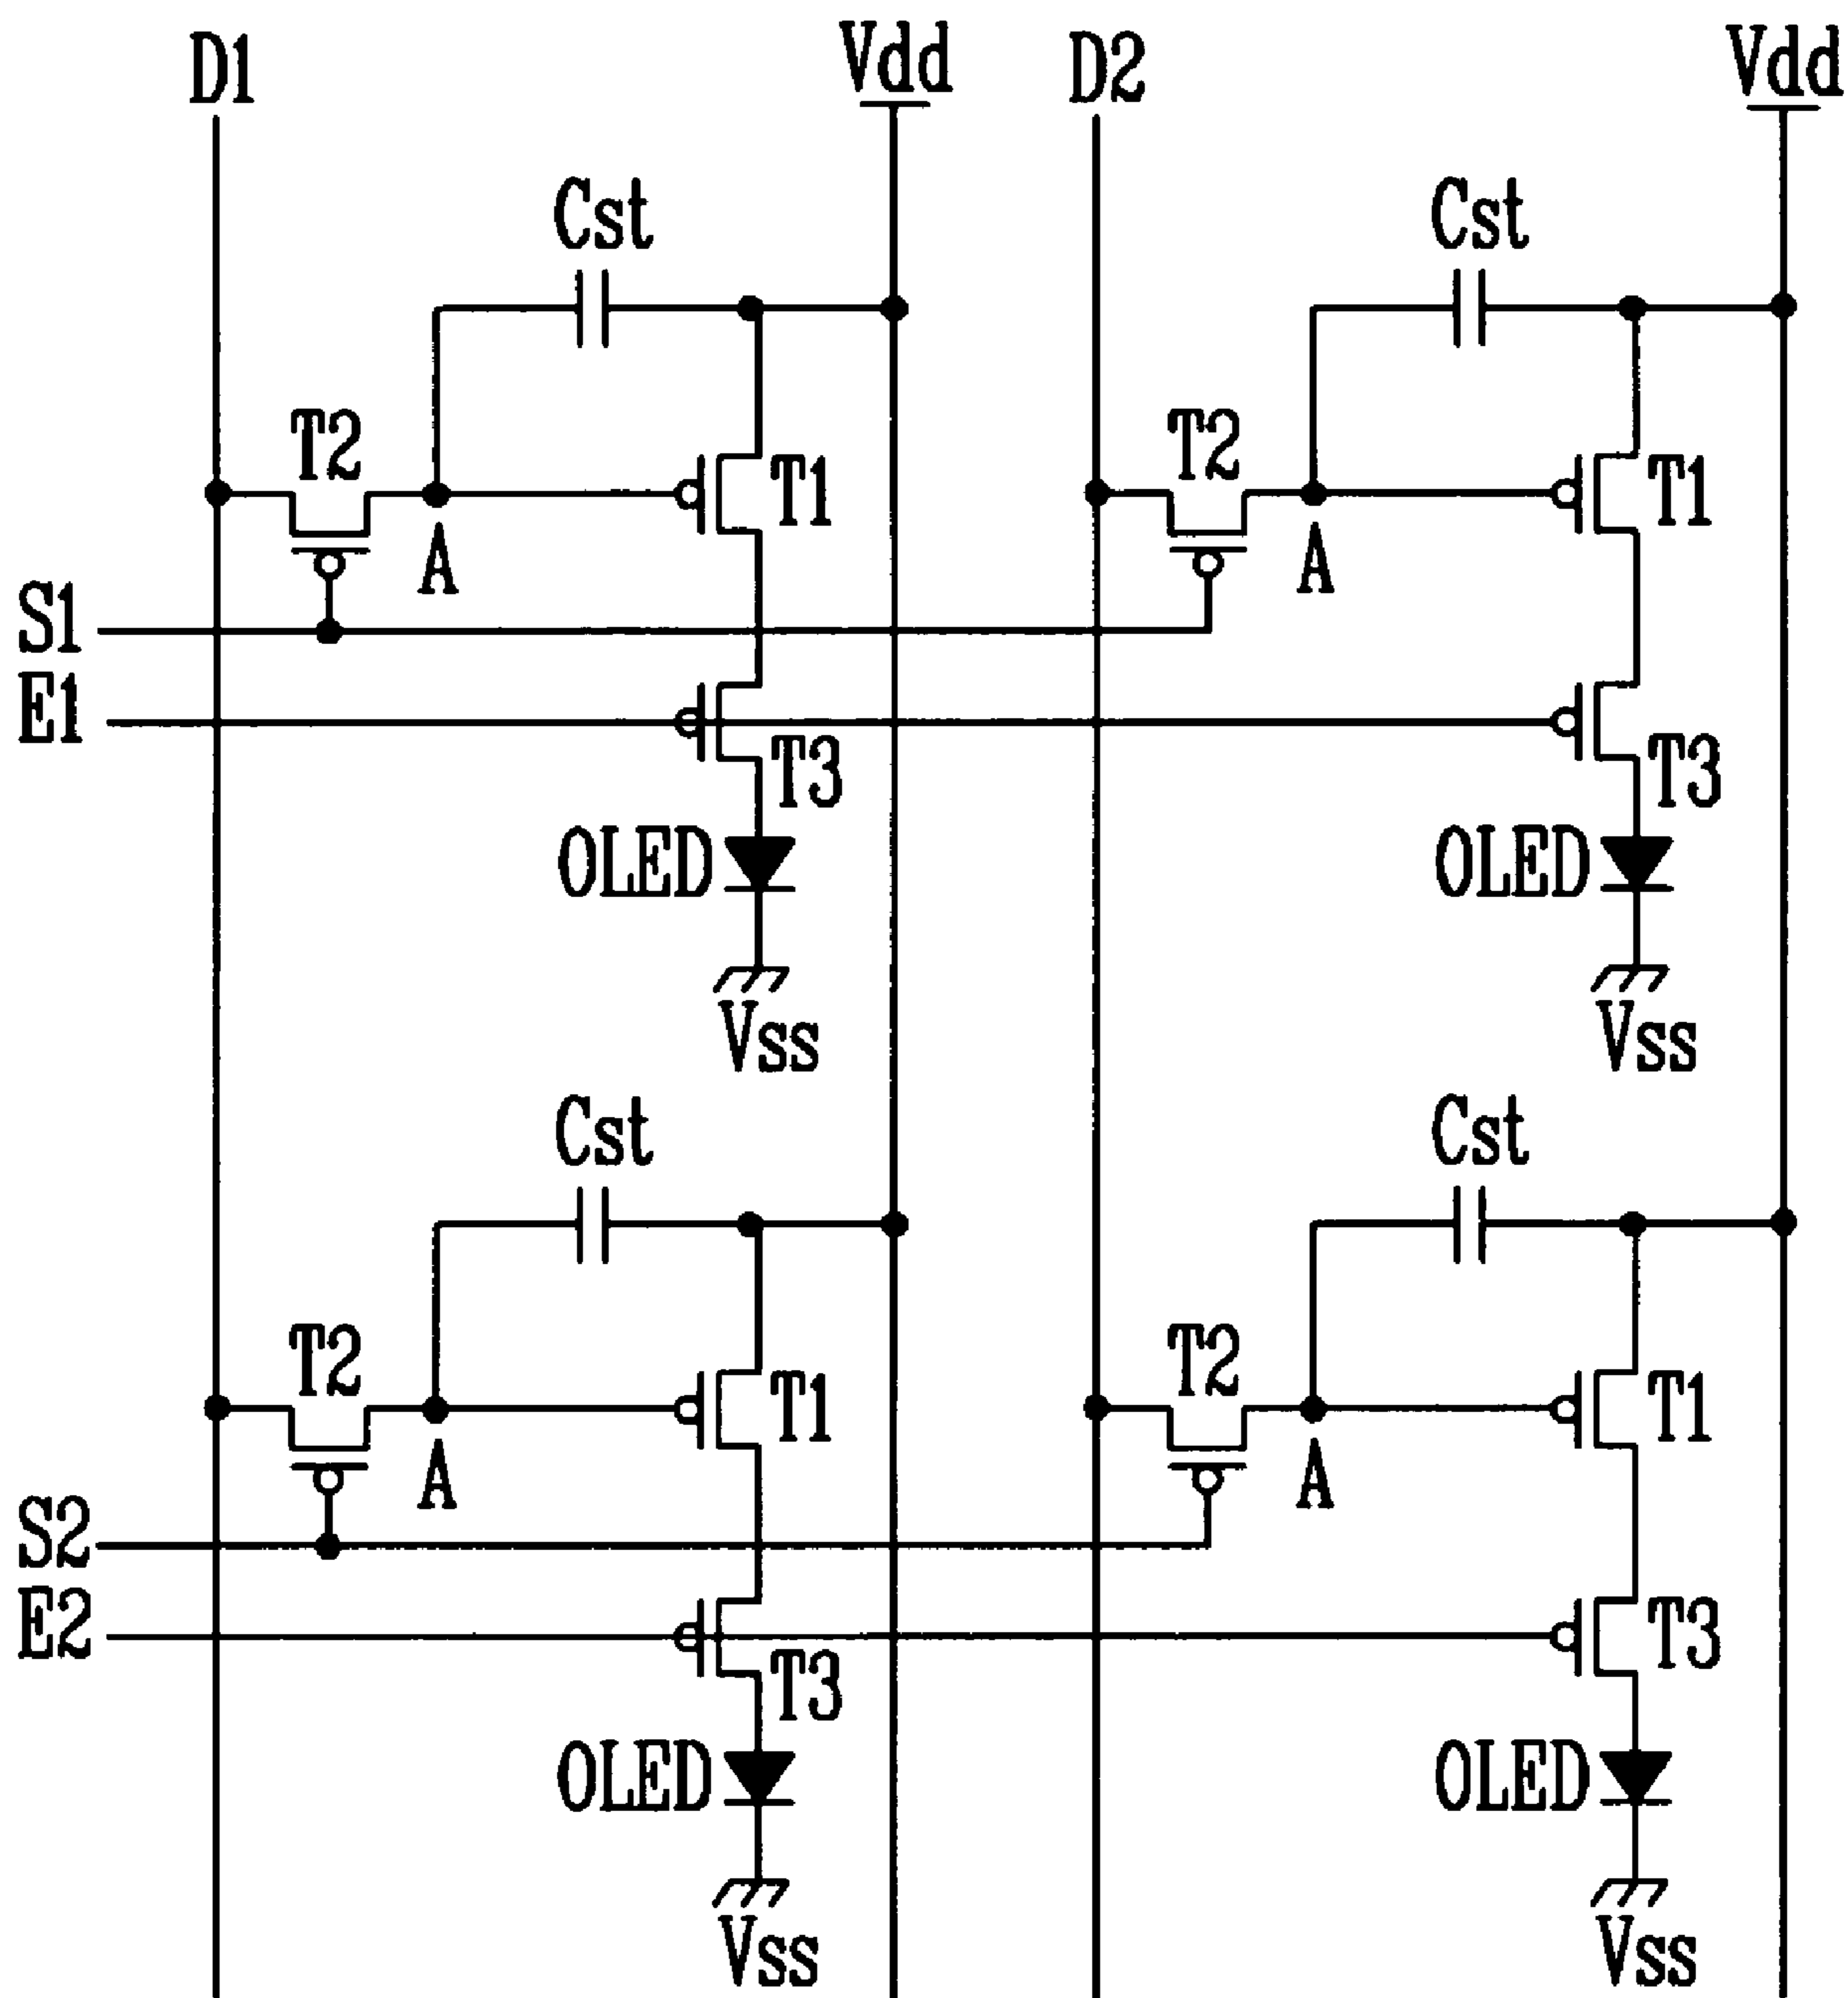 D1 Vdd D2 Vdd
Cst Cst
T2 T1 T2 T1
A A
S1
E1
T3 T3
OLED OLED
Vss Vss
Cst Cst
T2 T1 T2 T1
A A
S2
E2
T3 T3
OLED OLED
Vss Vss